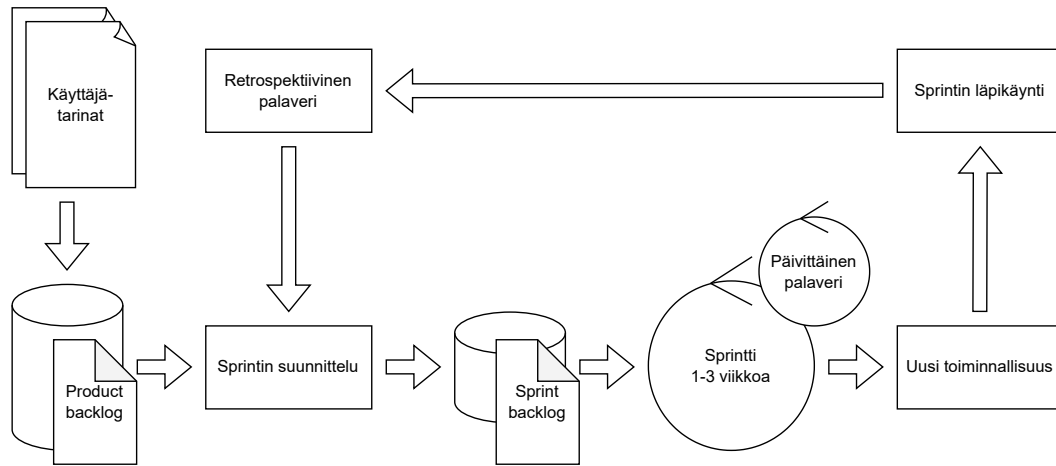 Käyttäjä-
tarinat
Retrospektiivinen
palaveri
Sprintin läpikäynti
Päivittäinen
palaveri
Product
backlog
Sprintin suunnittelu
Sprint
backlog
Sprintti
1-3 viikkoa
Uusi toiminnallisuus